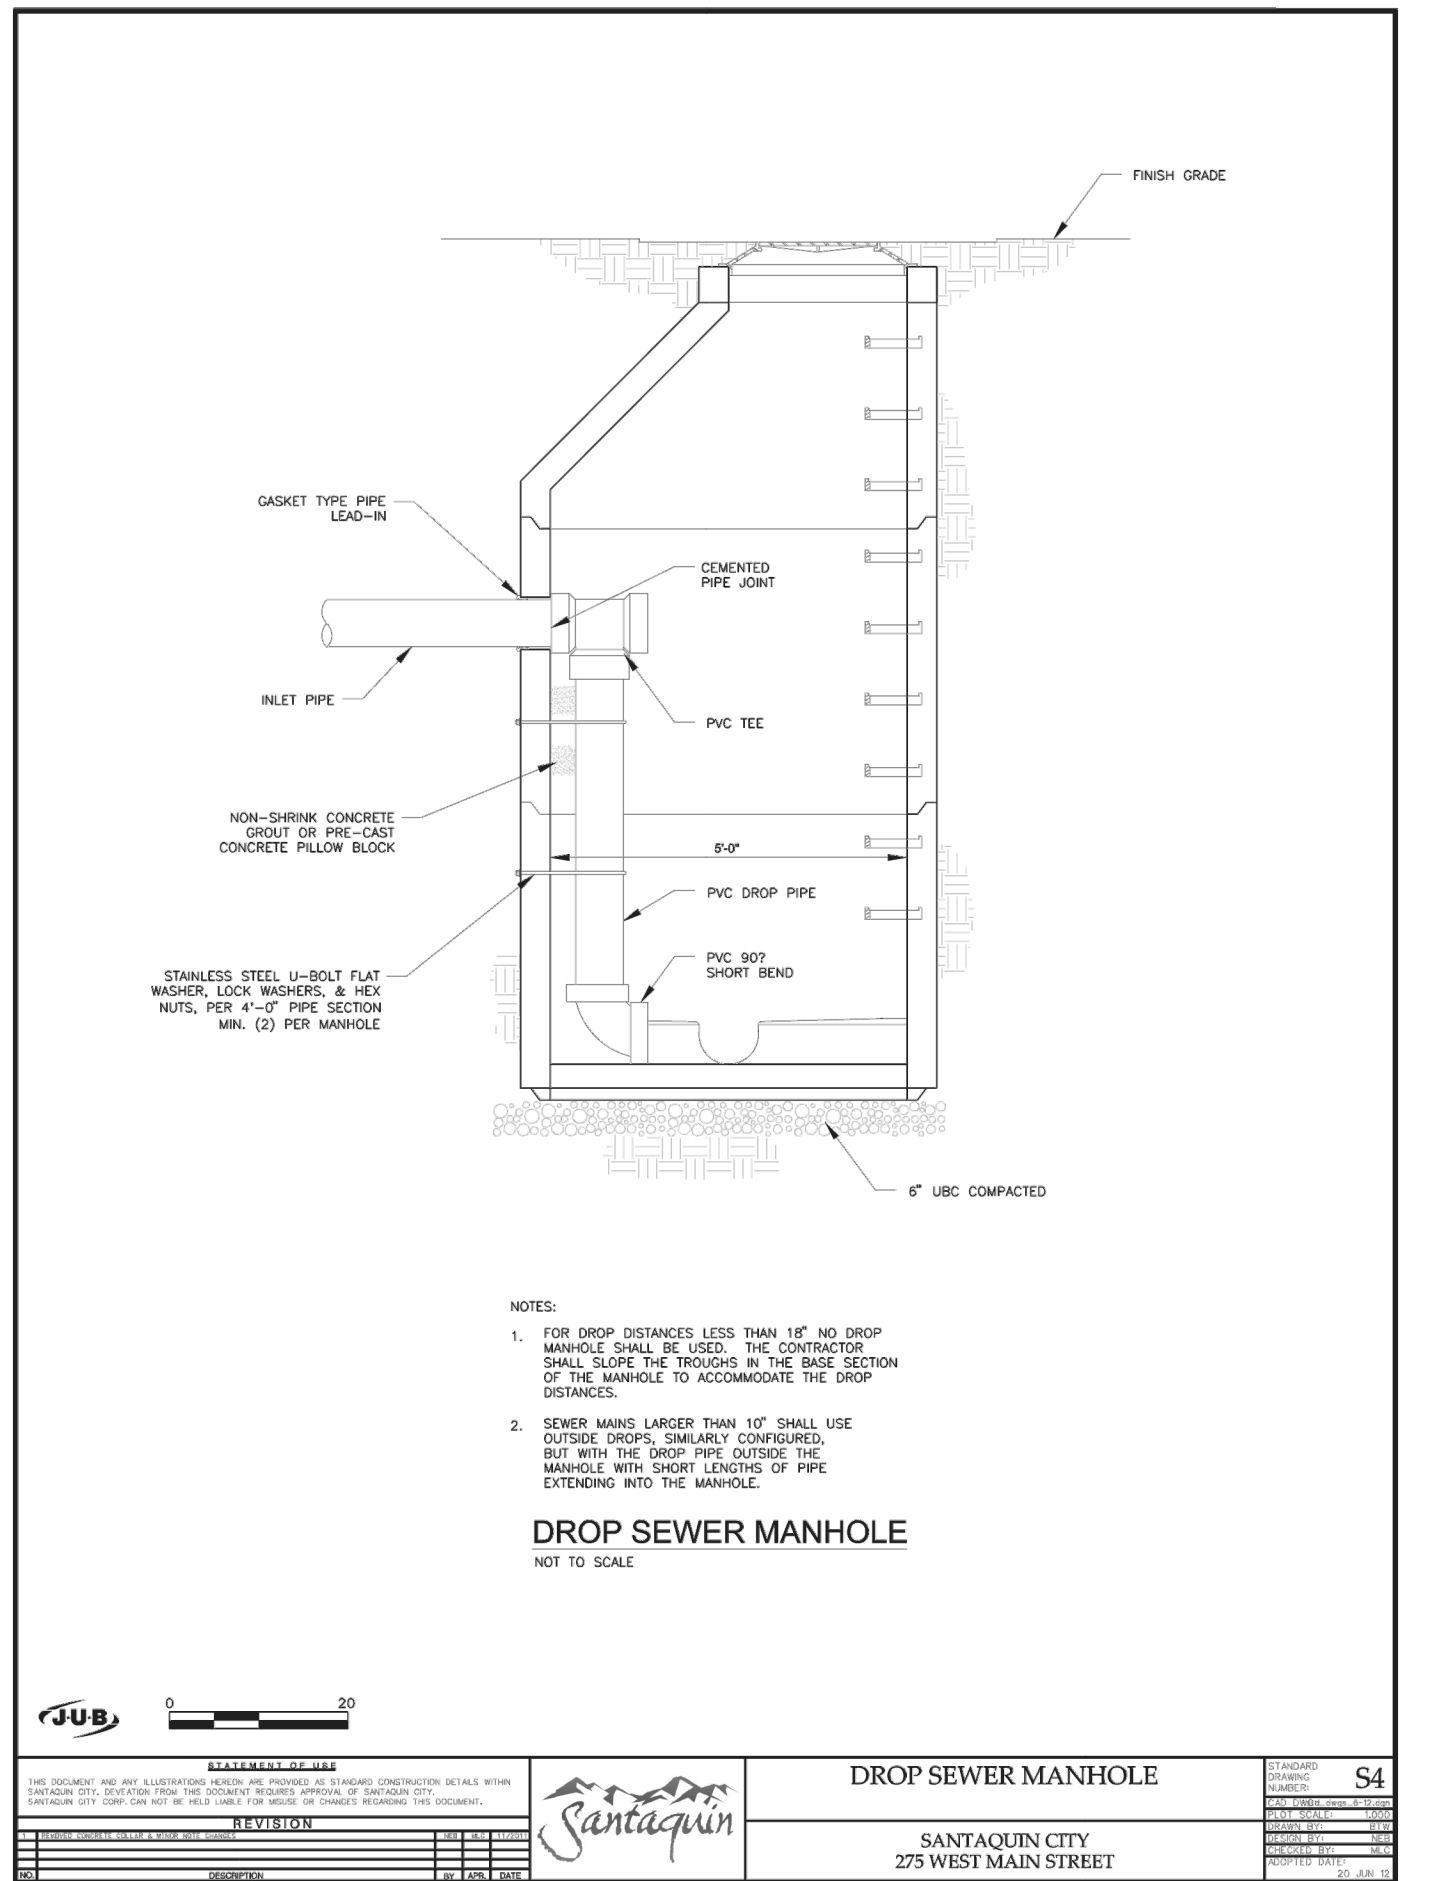 FINISH GRADE
GASKET TYPE PIPE
LEAD-IN
CEMENTED
PIPE JOINT
INLET PIPE
PVC TEE
NON-SHRINK CONCRETE
GROUT OR PRE-CAST
CONCRETE PILLOW BLOCK
5'-0"
PVC DROP PIPE
PVC 90?
SHORT BEND
STAINLESS STEEL U-BOLT FLAT
WASHER, LOCK WASHERS, & HEX
NUTS, PER 4'-0" PIPE SECTION
MIN. (2) PER MANHOLE
6" UBC COMPACTED
NOTES:
1. FOR DROP DISTANCES LESS THAN 18" NO DROP
MANHOLE SHALL BE USED. THE CONTRACTOR
SHALL SLOPE THE TROUGHS IN THE BASE SECTION
OF THE MANHOLE TO ACCOMMODATE THE DROP
DISTANCES.
2. SEWER MAINS LARGER THAN 10" SHALL USE
OUTSIDE DROPS, SIMILARLY CONFIGURED,
BUT WITH THE DROP PIPE OUTSIDE THE
MANHOLE WITH SHORT LENGTHS OF PIPE
EXTENDING INTO THE MANHOLE.
DROP SEWER MANHOLE
NOT TO SCALE
J·U·B
0 20
STATEMENT OF USE
THIS DOCUMENT AND ANY ILLUSTRATIONS HEREON ARE PROVIDED AS STANDARD CONSTRUCTION DETAILS WITHIN
SANTAQUIN CITY. DEVEATION FROM THIS DOCUMENT REQUIRES APPROVAL OF SANTAQUIN CITY.
SANTAQUIN CITY CORP. CAN NOT BE HELD LIABLE FOR MISUSE OR CHANGES REGARDING THIS DOCUMENT.
REVISION
1 REMOVED CONCRETE COLLAR & MINOR NOTE CHANGES NEB MLC 11/2011
NO. DESCRIPTION BY APR. DATE
Santaquin
DROP SEWER MANHOLE
SANTAQUIN CITY
275 WEST MAIN STREET
STANDARD
DRAWING
NUMBER: S4
CAD DWG
PLOT SCALE: 1.000
DRAWN BY: BTW
DESIGN BY: NEB
CHECKED BY: MLC
ADOPTED DATE:
20 JUN 12